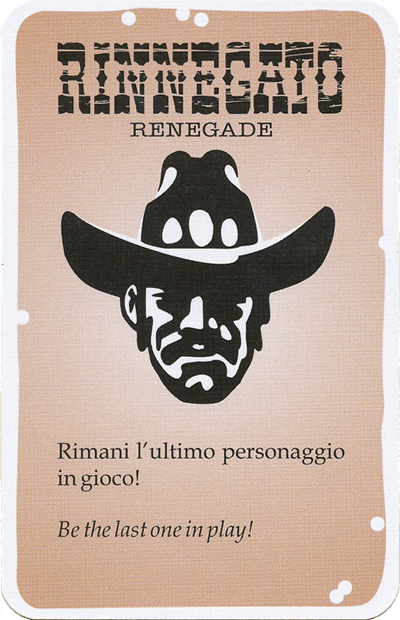 RINNEGATO
RENEGADE
Rimani l'ultimo personaggio
in gioco!
Be the last one in play!